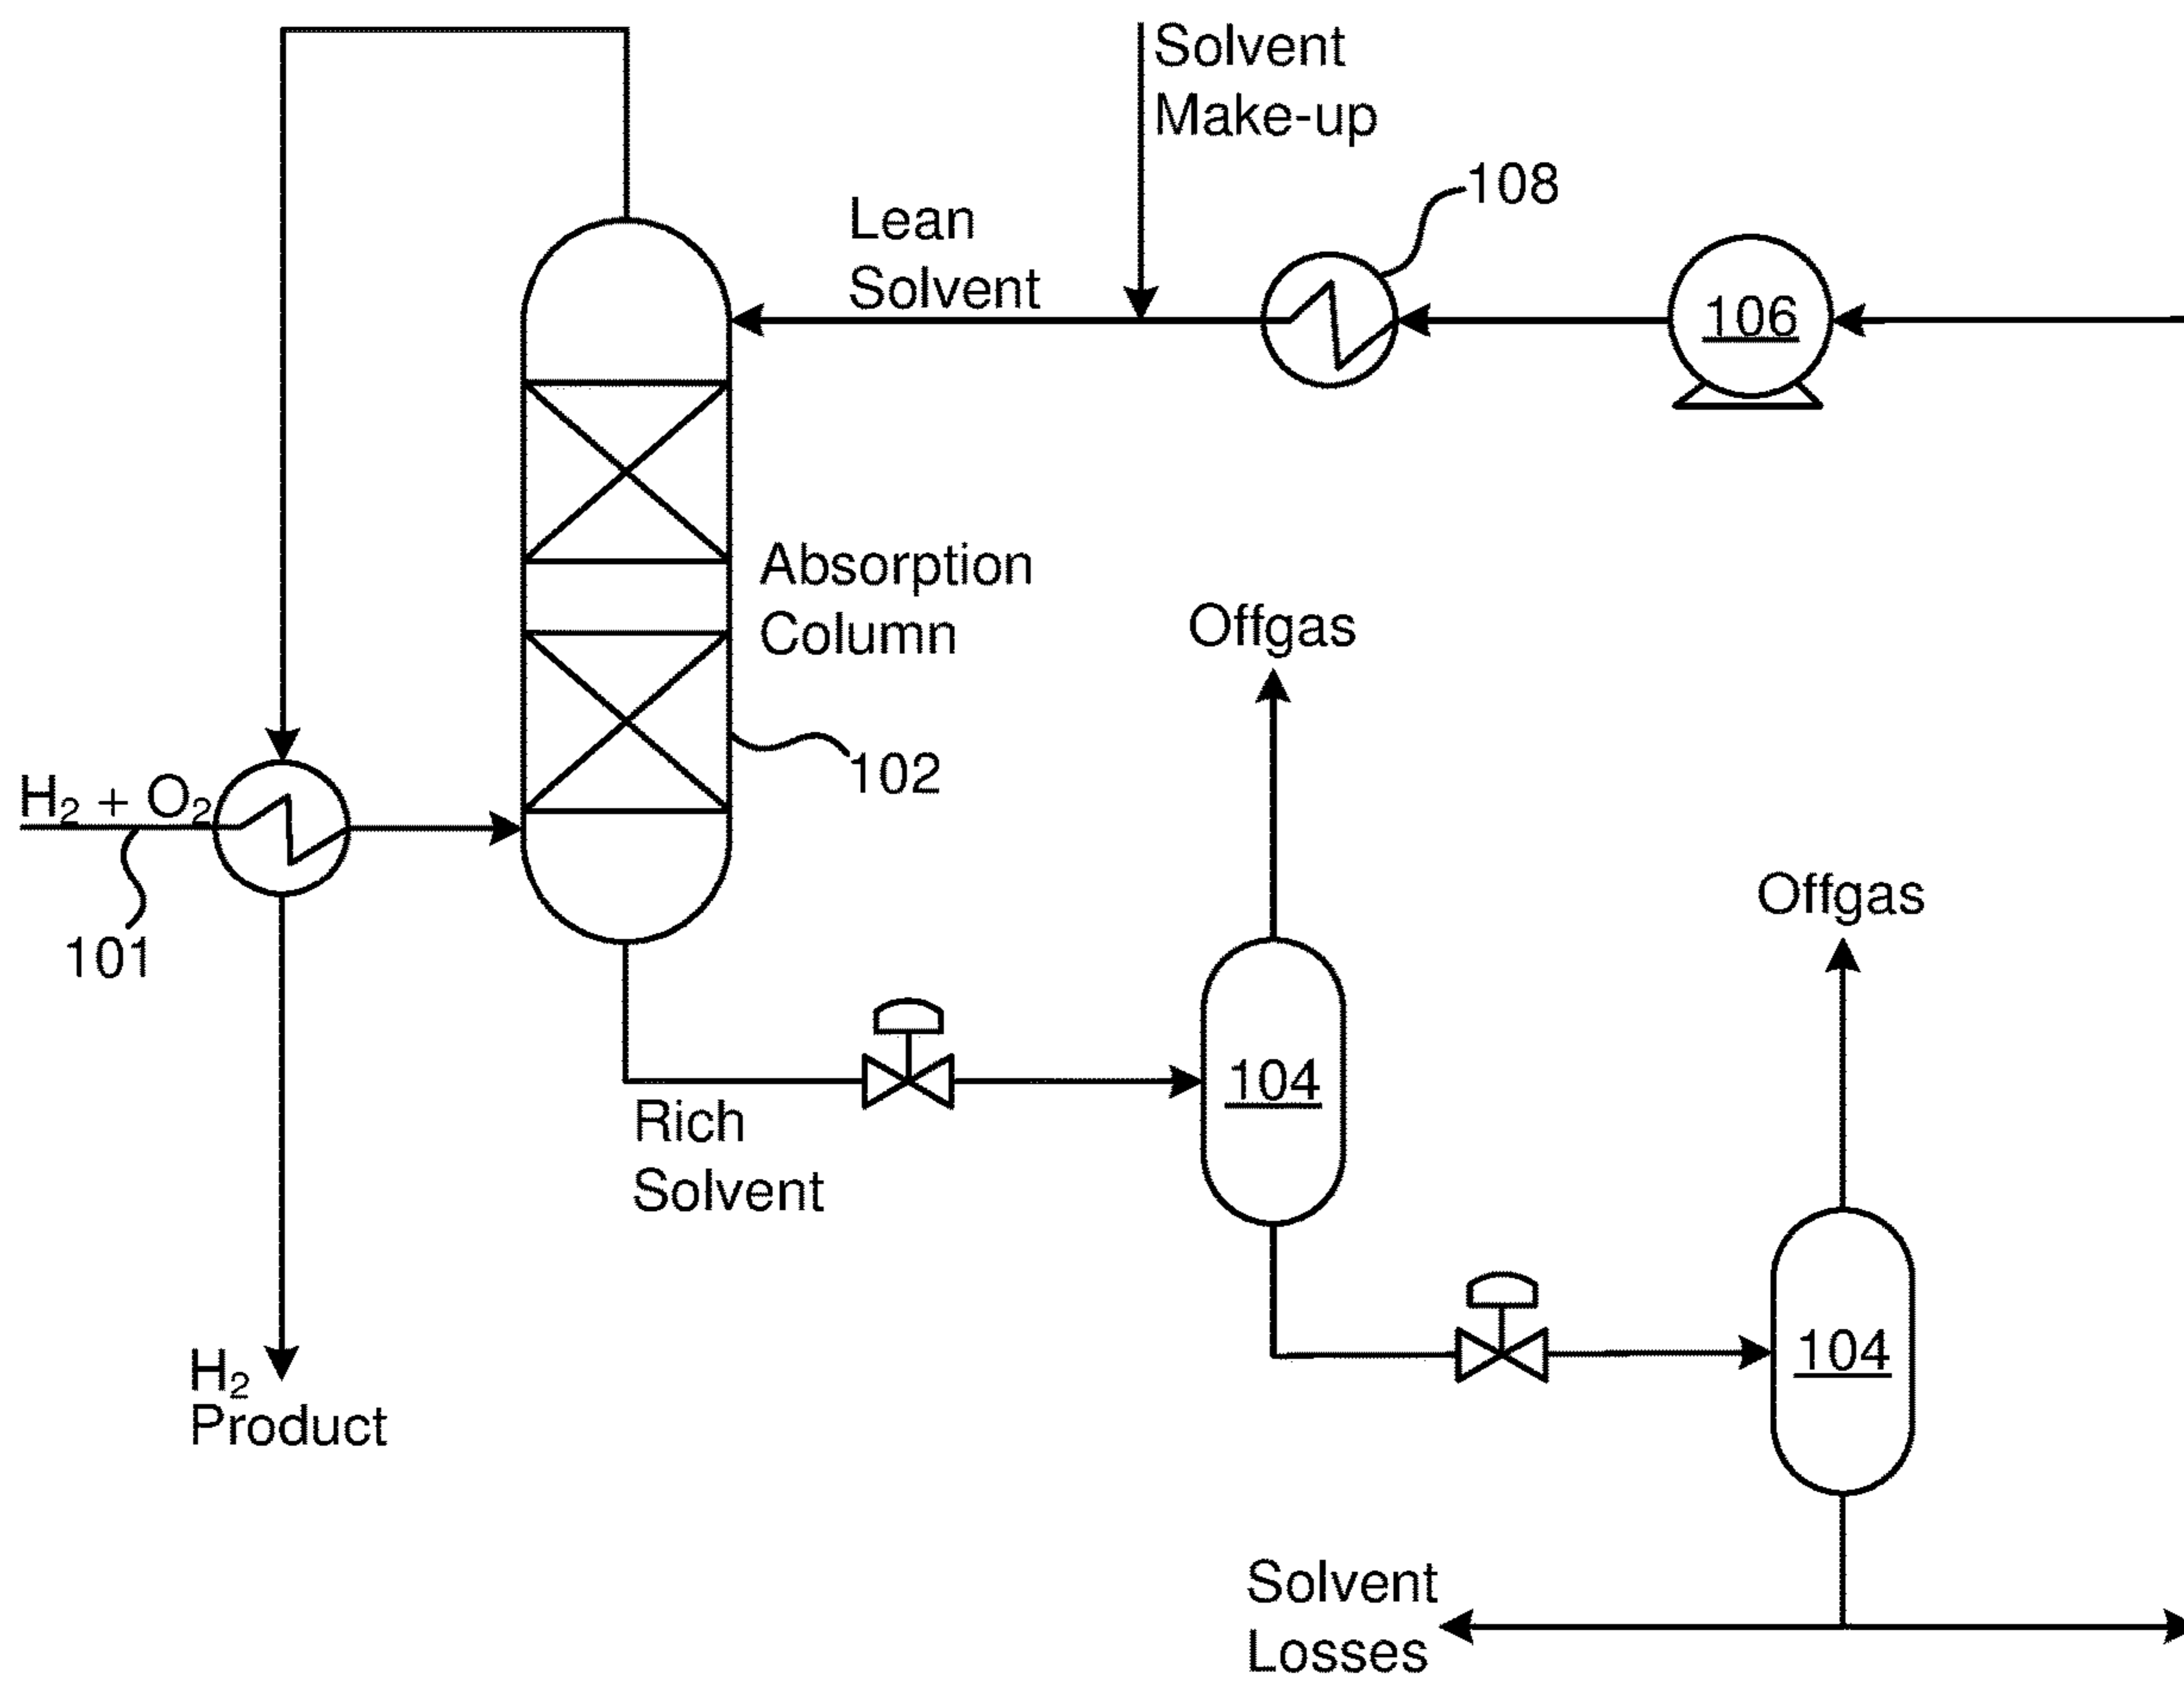 Solvent
Make-up
108
Lean
Solvent
106
Absorption
Column
Offgas
102
H₂ + O₂
101
Offgas
104
Rich
Solvent
104
H₂
Product
Solvent
Losses